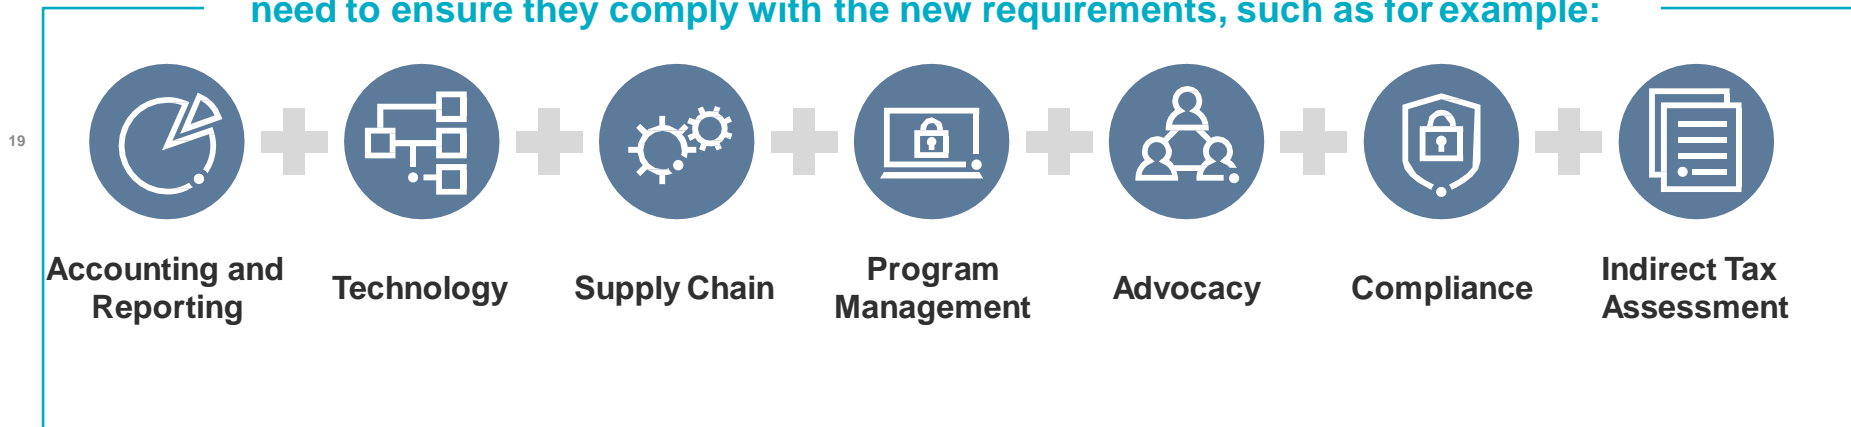 need to ensure they comply with the new requirements, such as for example:
19
Accounting and
Reporting
Technology
Supply Chain
Program
Management
Advocacy
Compliance
Indirect Tax
Assessment